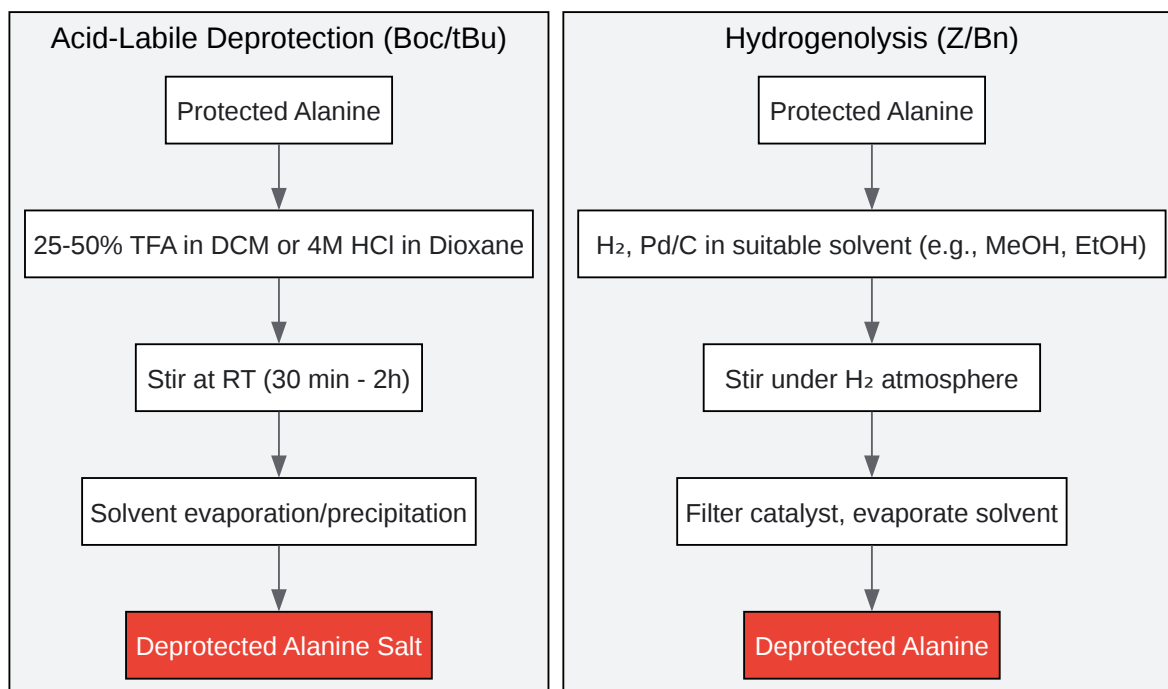 Acid-Labile Deprotection (Boc/tBu)
Protected Alanine
25-50% TFA in DCM or 4M HCl in Dioxane
Stir at RT (30 min - 2h)
Solvent evaporation/precipitation
Deprotected Alanine Salt
Hydrogenolysis (Z/Bn)
Protected Alanine
H₂, Pd/C in suitable solvent (e.g., MeOH, EtOH)
Stir under H₂ atmosphere
Filter catalyst, evaporate solvent
Deprotected Alanine